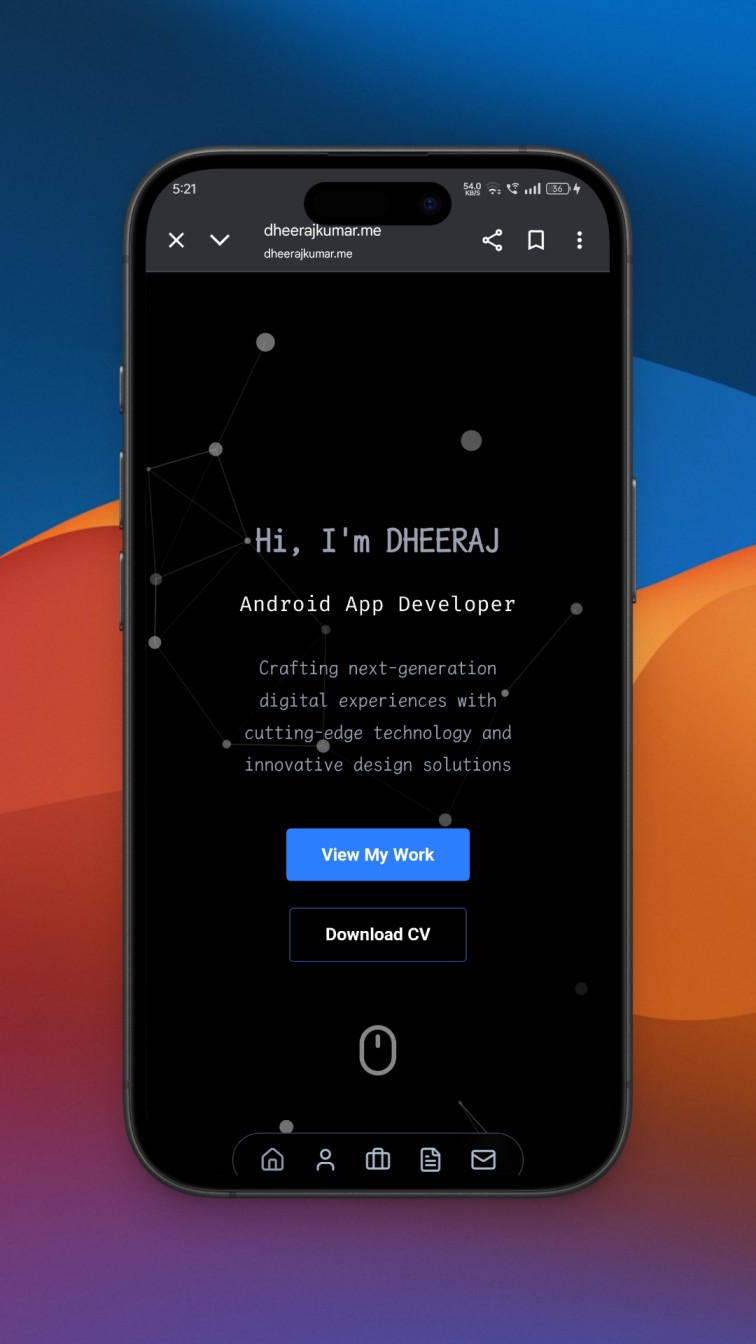 5:21
54.0
KB/S
36
dheerajkumar.me
dheerajkumar.me
Hi, I'm DHEERAJ
Android App Developer
Crafting next-generation
digital experiences with
cutting-edge technology and
innovative design solutions
View My Work
Download CV